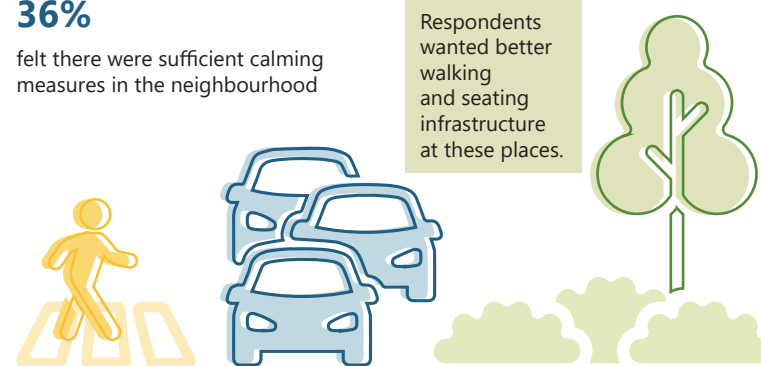 36%
felt there were sufficient calming
measures in the neighbourhood
Respondents
wanted better
walking
and seating
infrastructure
at these places.